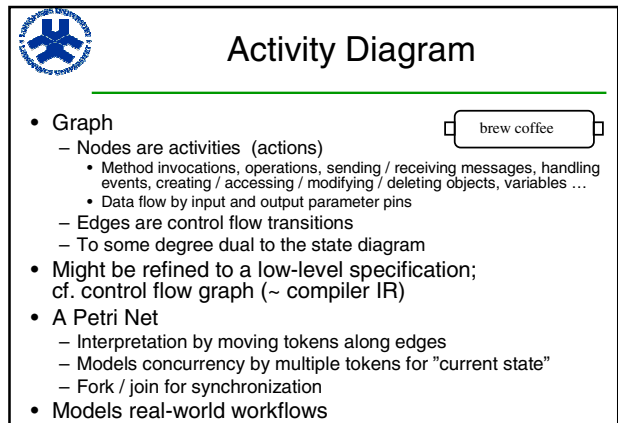 Activity Diagram
• Graph
brew coffee
– Nodes are activities (actions)
• Method invocations, operations, sending / receiving messages, handling
events, creating / accessing / modifying / deleting objects, variables …
• Data flow by input and output parameter pins
– Edges are control flow transitions
– To some degree dual to the state diagram
• Might be refined to a low-level specification;
cf. control flow graph (~ compiler IR)
• A Petri Net
– Interpretation by moving tokens along edges
– Models concurrency by multiple tokens for ”current state”
– Fork / join for synchronization
• Models real-world workflows